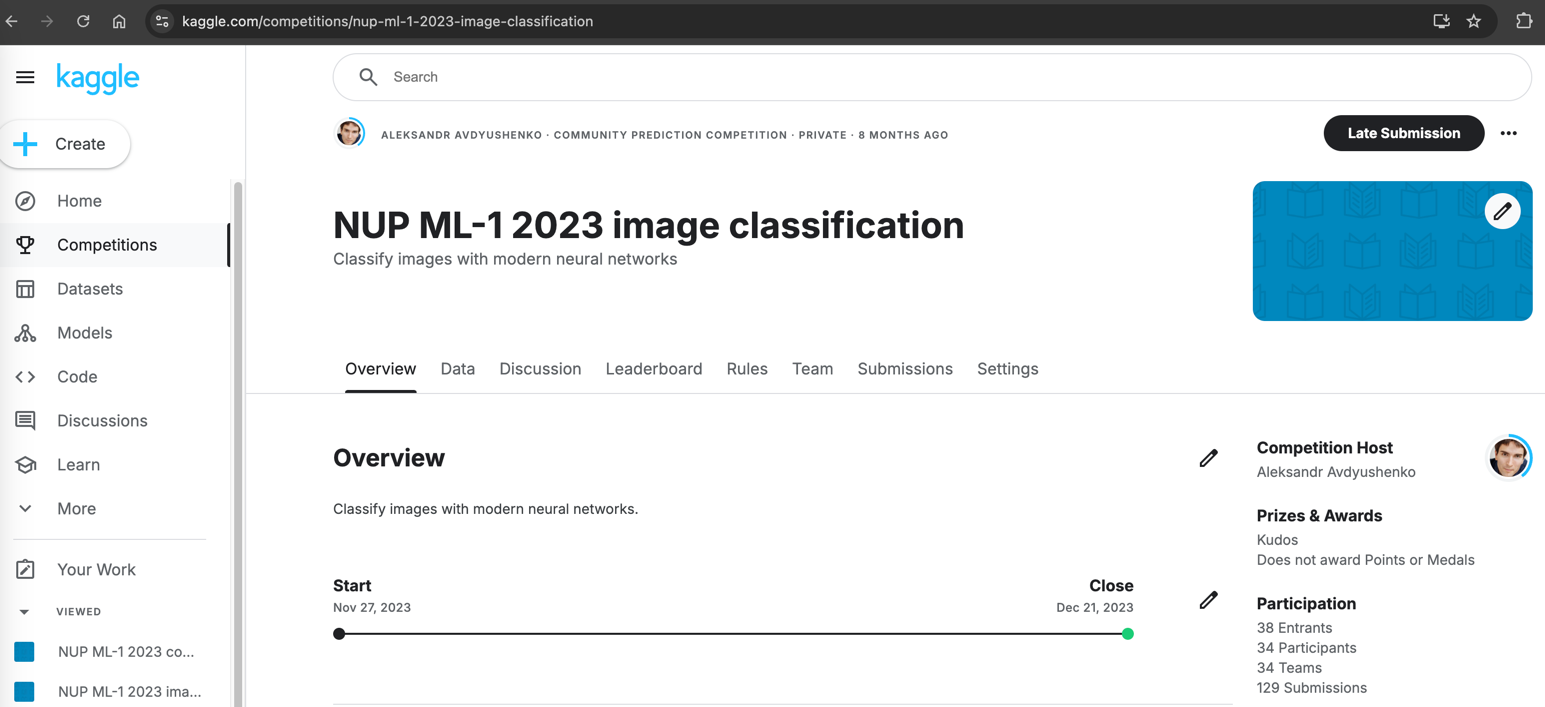 kaggle.com/competitions/nup-ml-1-2023-image-classification
kaggle
Search
Create
Home
Competitions
Datasets
Models
Code
Discussions
Learn
More
Your Work
VIEWED
NUP ML-1 2023 co...
NUP ML-1 2023 ima...
ALEKSANDR AVDYUSHENKO · COMMUNITY PREDICTION COMPETITION · PRIVATE · 8 MONTHS AGO
Late Submission
NUP ML-1 2023 image classification
Classify images with modern neural networks
Overview Data Discussion Leaderboard Rules Team Submissions Settings
Overview
Classify images with modern neural networks.
Start
Nov 27, 2023
Close
Dec 21, 2023
Competition Host
Aleksandr Avdyushenko
Prizes & Awards
Kudos
Does not award Points or Medals
Participation
38 Entrants
34 Participants
34 Teams
129 Submissions